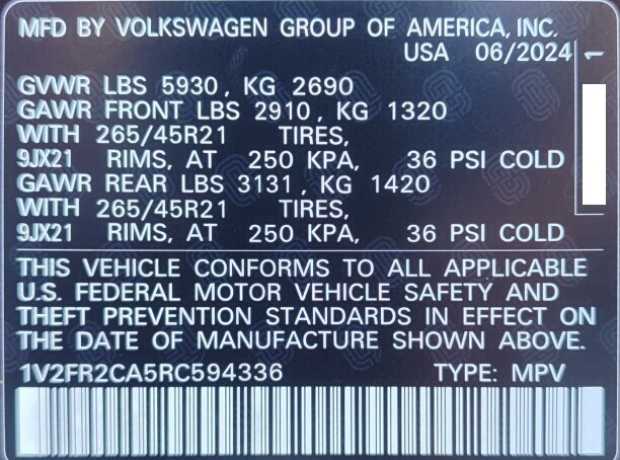 MFD BY VOLKSWAGEN GROUP OF AMERICA, INC.
USA 06/2024
GVWR LBS 5930, KG 2690
GAWR FRONT LBS 2910, KG 1320
WITH 265/45R21 TIRES,
9JX21 RIMS, AT 250 KPA, 36 PSI COLD
GAWR REAR LBS 3131, KG 1420
WITH 265/45R21 TIRES,
9JX21 RIMS, AT 250 KPA, 36 PSI COLD
THIS VEHICLE CONFORMS TO ALL APPLICABLE
U.S. FEDERAL MOTOR VEHICLE SAFETY AND
THEFT PREVENTION STANDARDS IN EFFECT ON
THE DATE OF MANUFACTURE SHOWN ABOVE.
1V2FR2CA5RC594336 TYPE: MPV
1